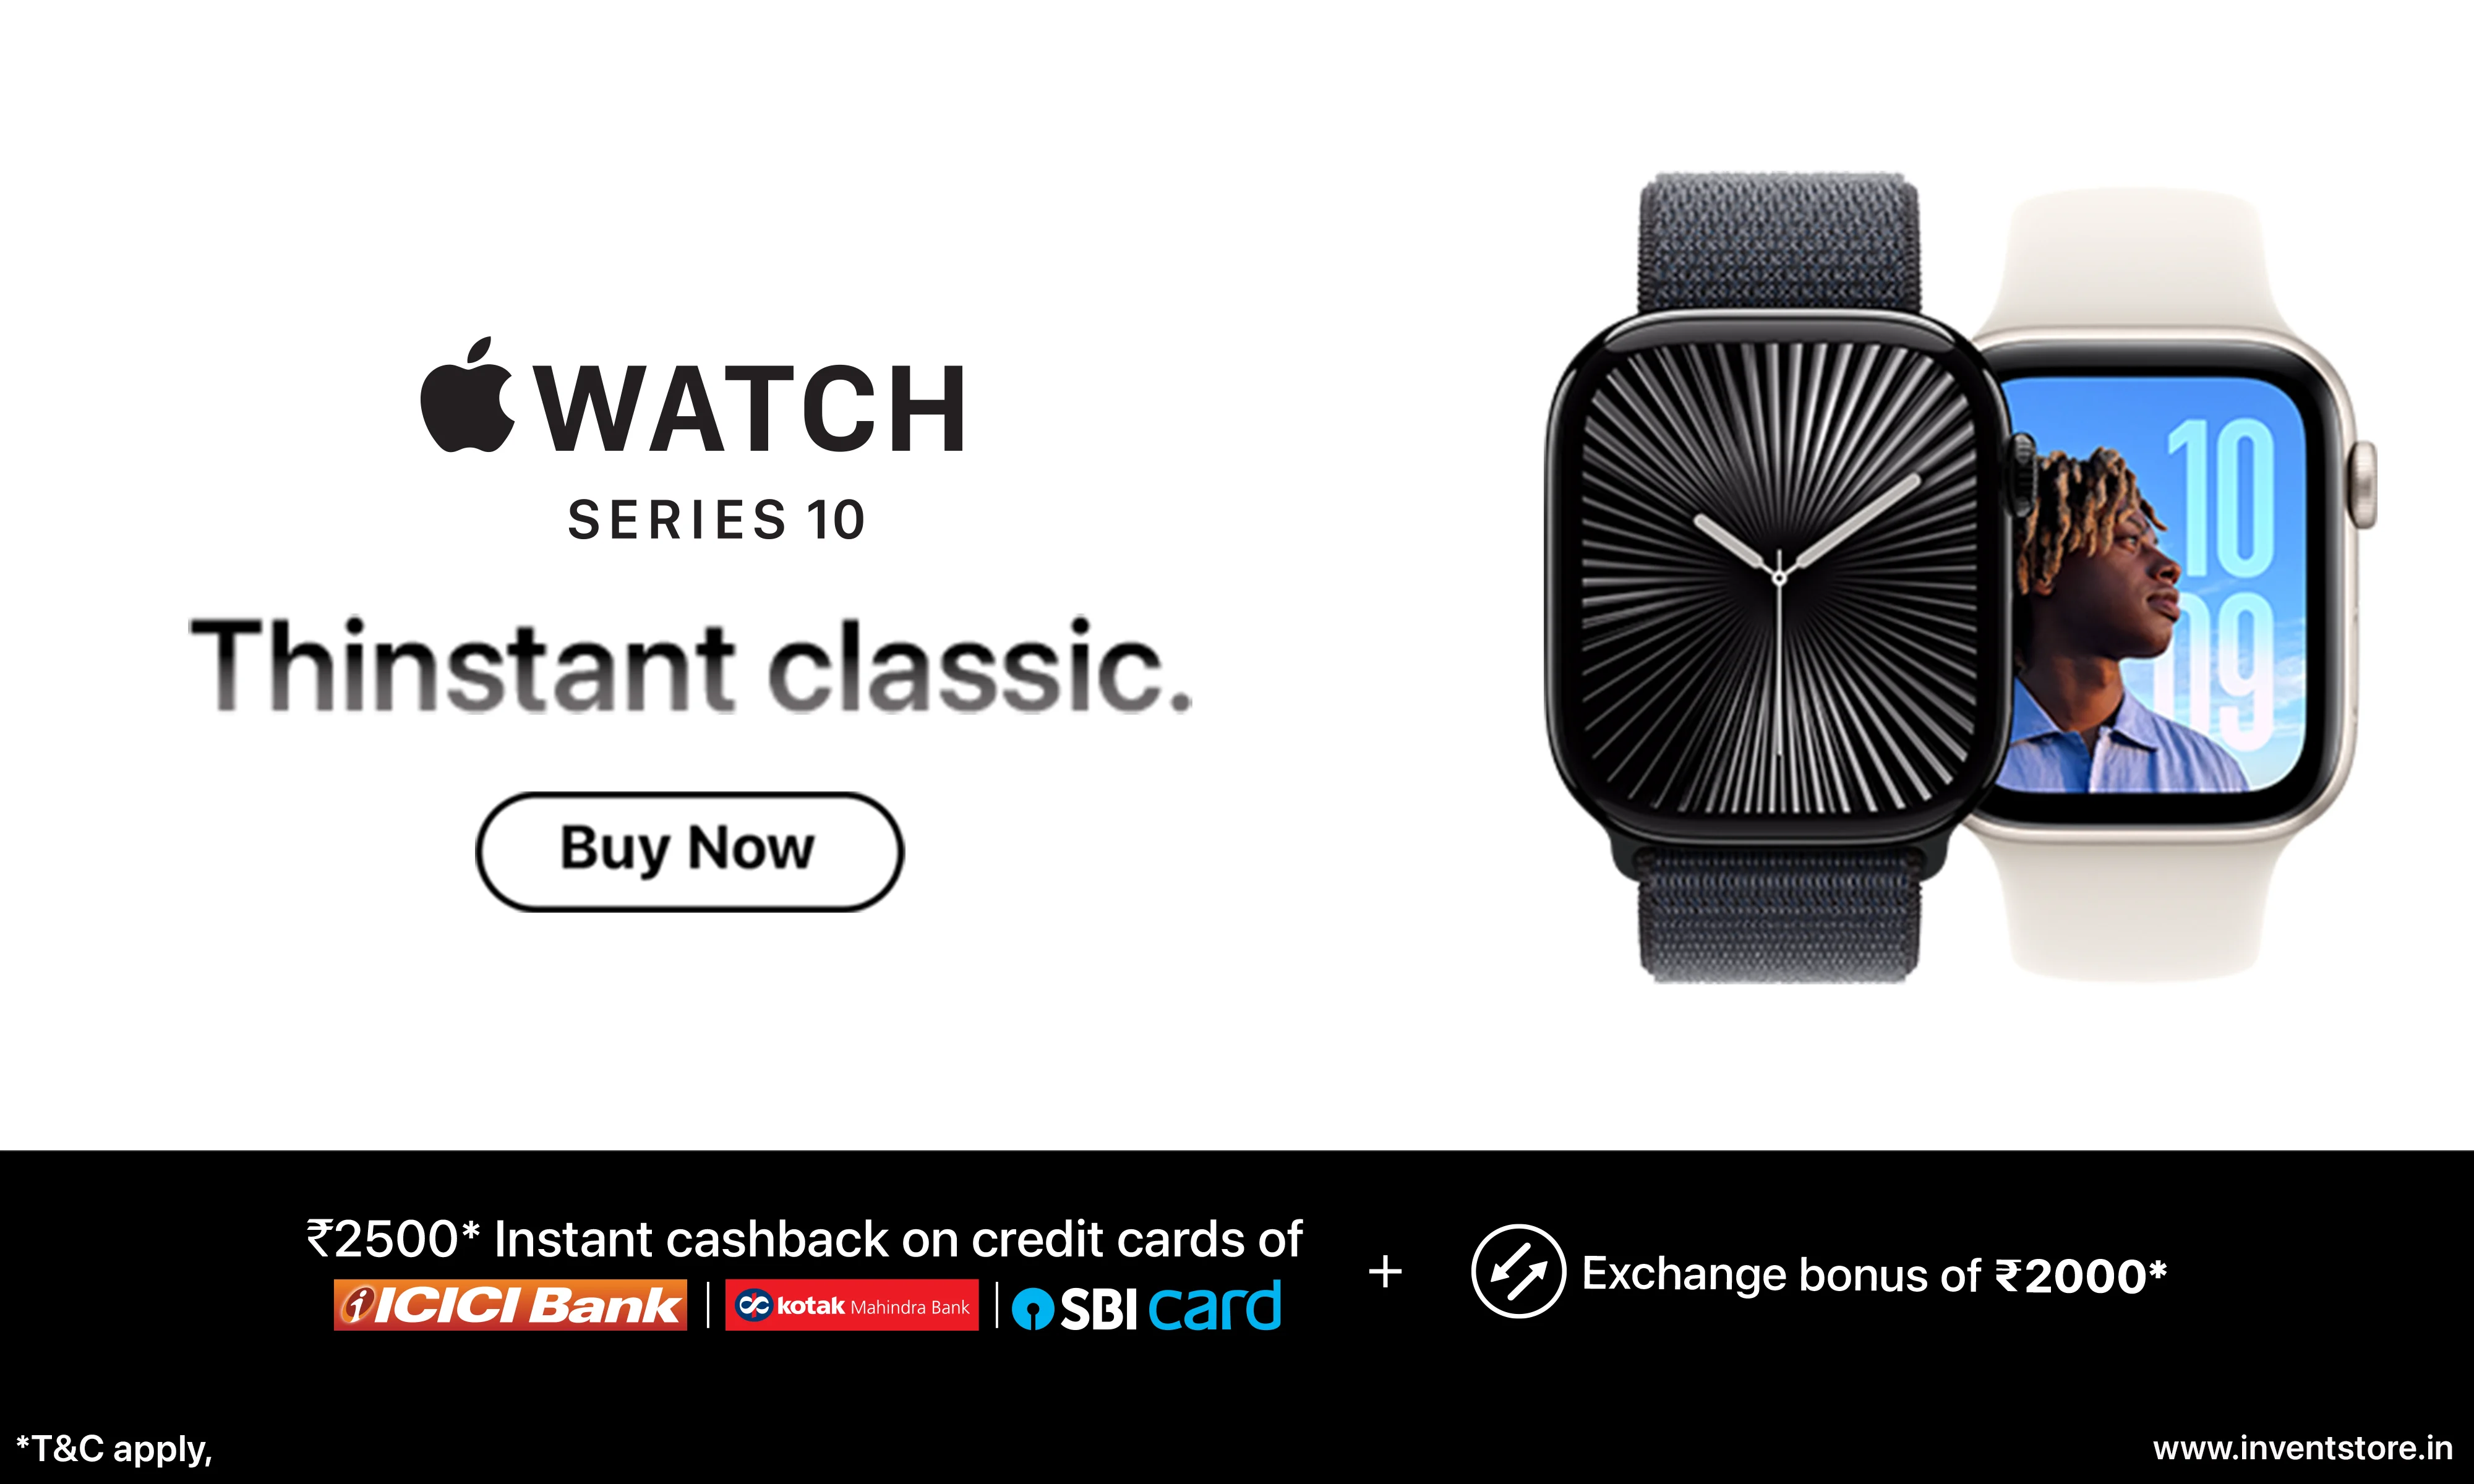 WATCH
SERIES 10
Thinstant classic.
Buy Now
10
09
₹2500* Instant cashback on credit cards of
ICICI Bank | kotak Mahindra Bank | SBI card
+
Exchange bonus of ₹2000*
*T&C apply,
www.inventstore.in